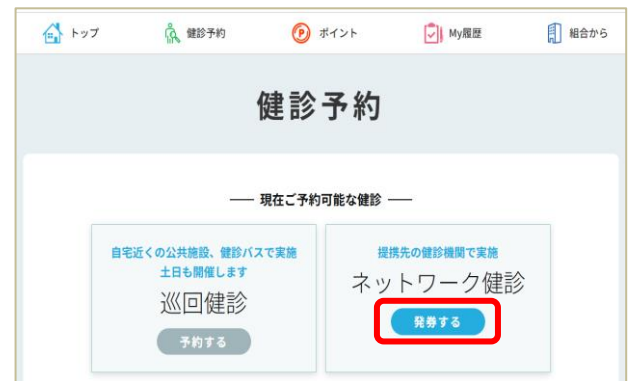 トップ
健診予約
ポイント
My履歴
組合から
健診予約
現在ご予約可能な健診
自宅近くの公共施設、健診バスで実施
土日も開催します
巡回健診
予約する
提携先の健診機関で実施
ネットワーク健診
発券する